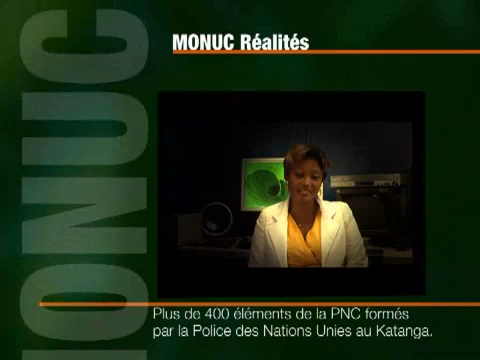 MONUC
MONUC Réalités
Plus de 400 éléments de la PNC formés
par la Police des Nations Unies au Katanga.